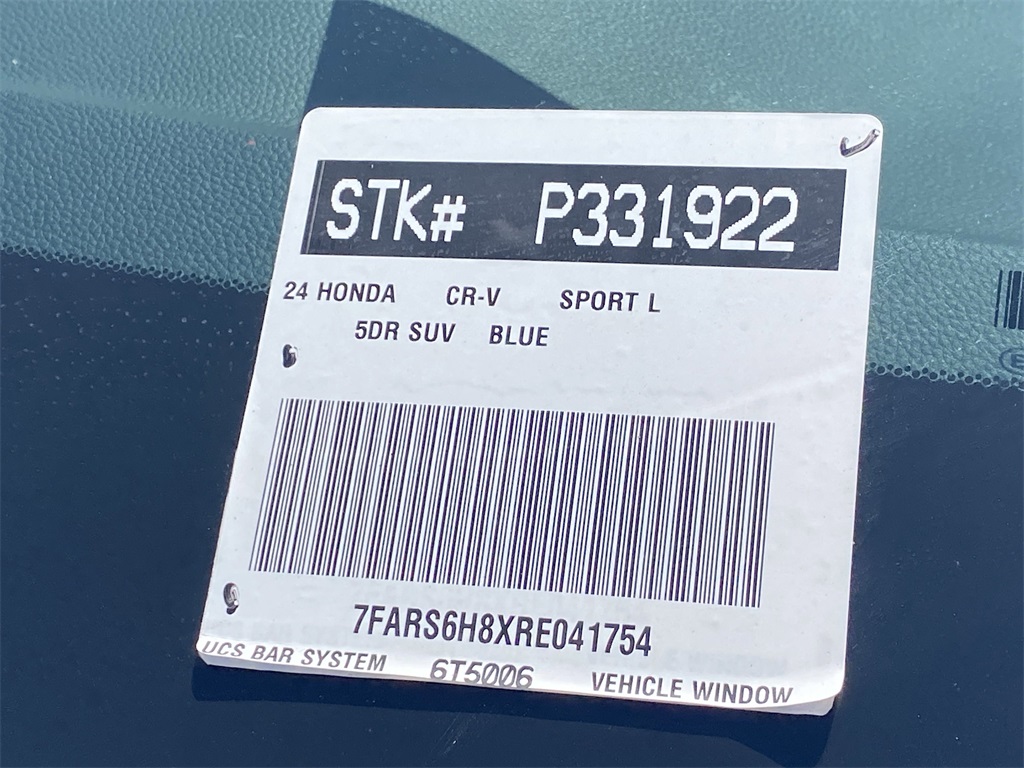 STK# P331922
24 HONDA CR-V SPORT L
5DR SUV BLUE
7FARS6H8XRE041754
UCS BAR SYSTEM 6T5006 VEHICLE WINDOW